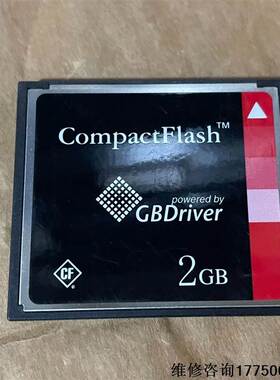 CompactFlash™
powered by
GBDriver
CF
2GB
维修咨询177500